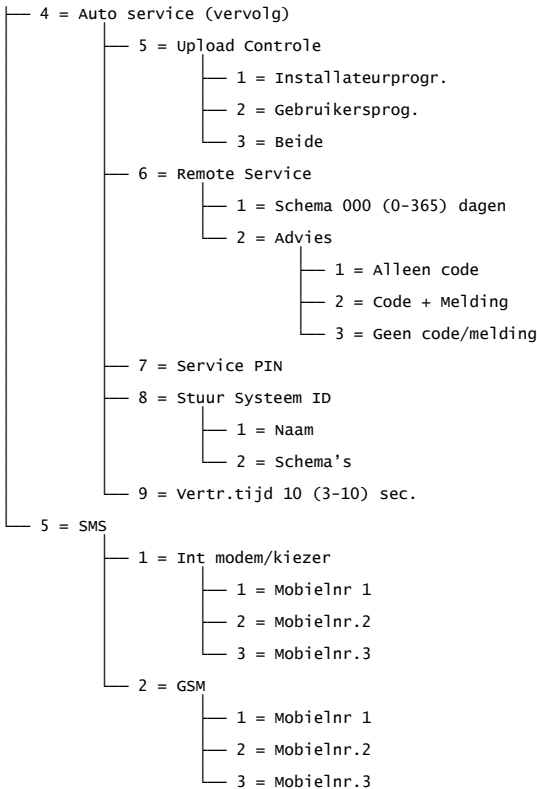 4 = Auto service (vervolg)
5 = Upload Controle
1 = Installateurprogr.
2 = Gebruikersprog.
3 = Beide
6 = Remote Service
1 = Schema 000 (0-365) dagen
2 = Advies
1 = Alleen code
2 = Code + Melding
3 = Geen code/melding
7 = Service PIN
8 = Stuur Systeem ID
1 = Naam
2 = Schema's
9 = Vertr.tijd 10 (3-10) sec.
5 = SMS
1 = Int modem/kiezer
1 = Mobielnr 1
2 = Mobielnr.2
3 = Mobielnr.3
2 = GSM
1 = Mobielnr 1
2 = Mobielnr.2
3 = Mobielnr.3